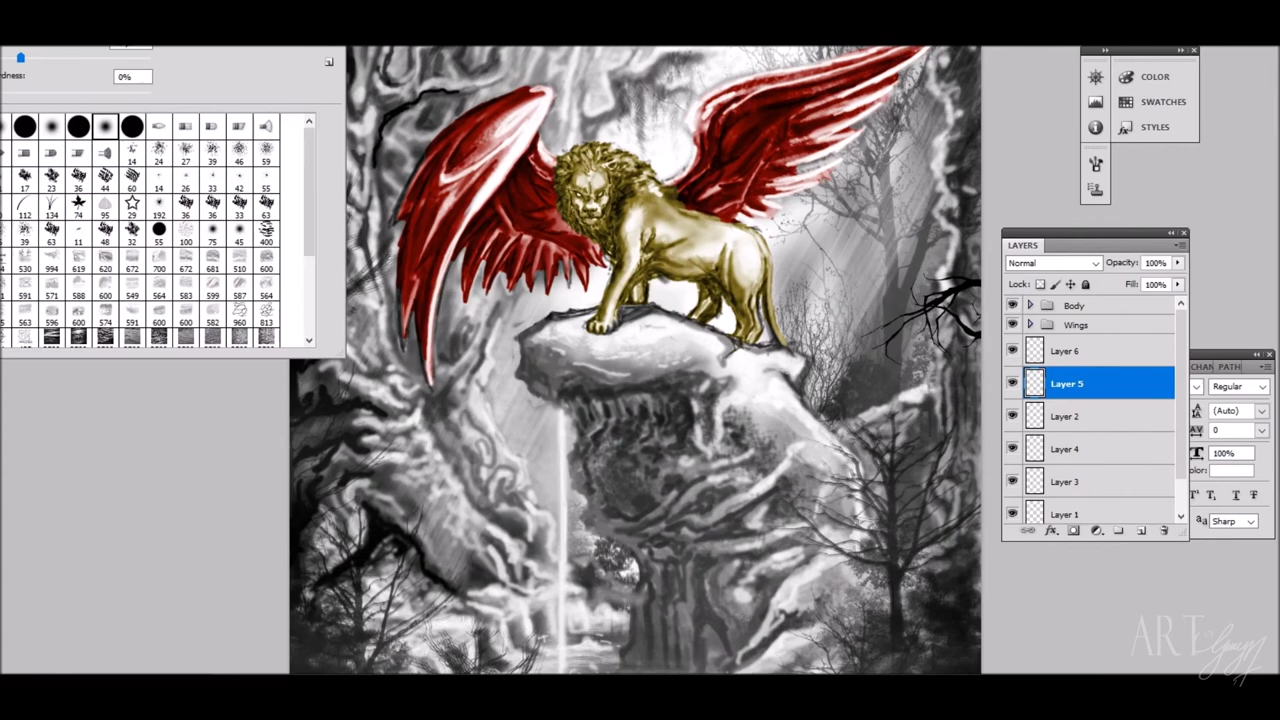 rdness:
0%
14 24 27 39 46 59
17 23 36 44 60 14 26 33 42 55
112 134 74 95 29 192 36 36 33 63
39 63 11 48 32 55 100 75 45 400
530 994 619 620 672 700 672 681 510 600
591 571 588 600 549 564 583 599 587 564
563 596 600 574 591 600 600 582 960 813
COLOR
SWATCHES
STYLES
LAYERS
Normal Opacity: 100%
Lock: Fill: 100%
Body
Wings
Layer 6
Layer 5
Layer 2
Layer 4
Layer 3
Layer 1
CHAN PATH
Regular
(Auto)
0
100%
olor:
Sharp
ART